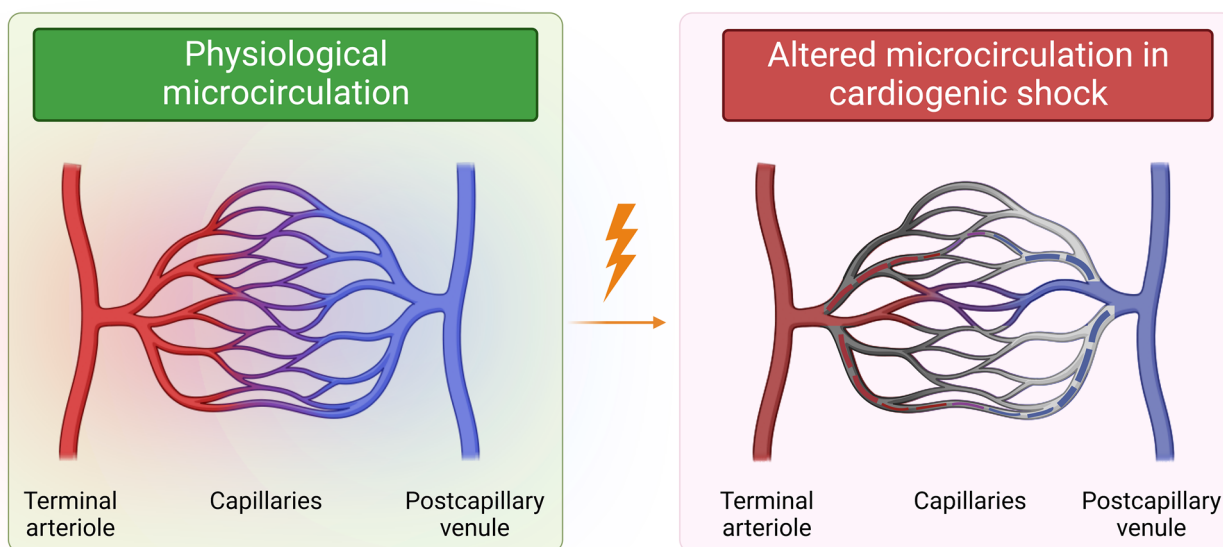 Physiological
microcirculation
Altered microcirculation in
cardiogenic shock
Terminal
arteriole
Capillaries
Postcapillary
venule
Terminal
arteriole
Capillaries
Postcapillary
venule